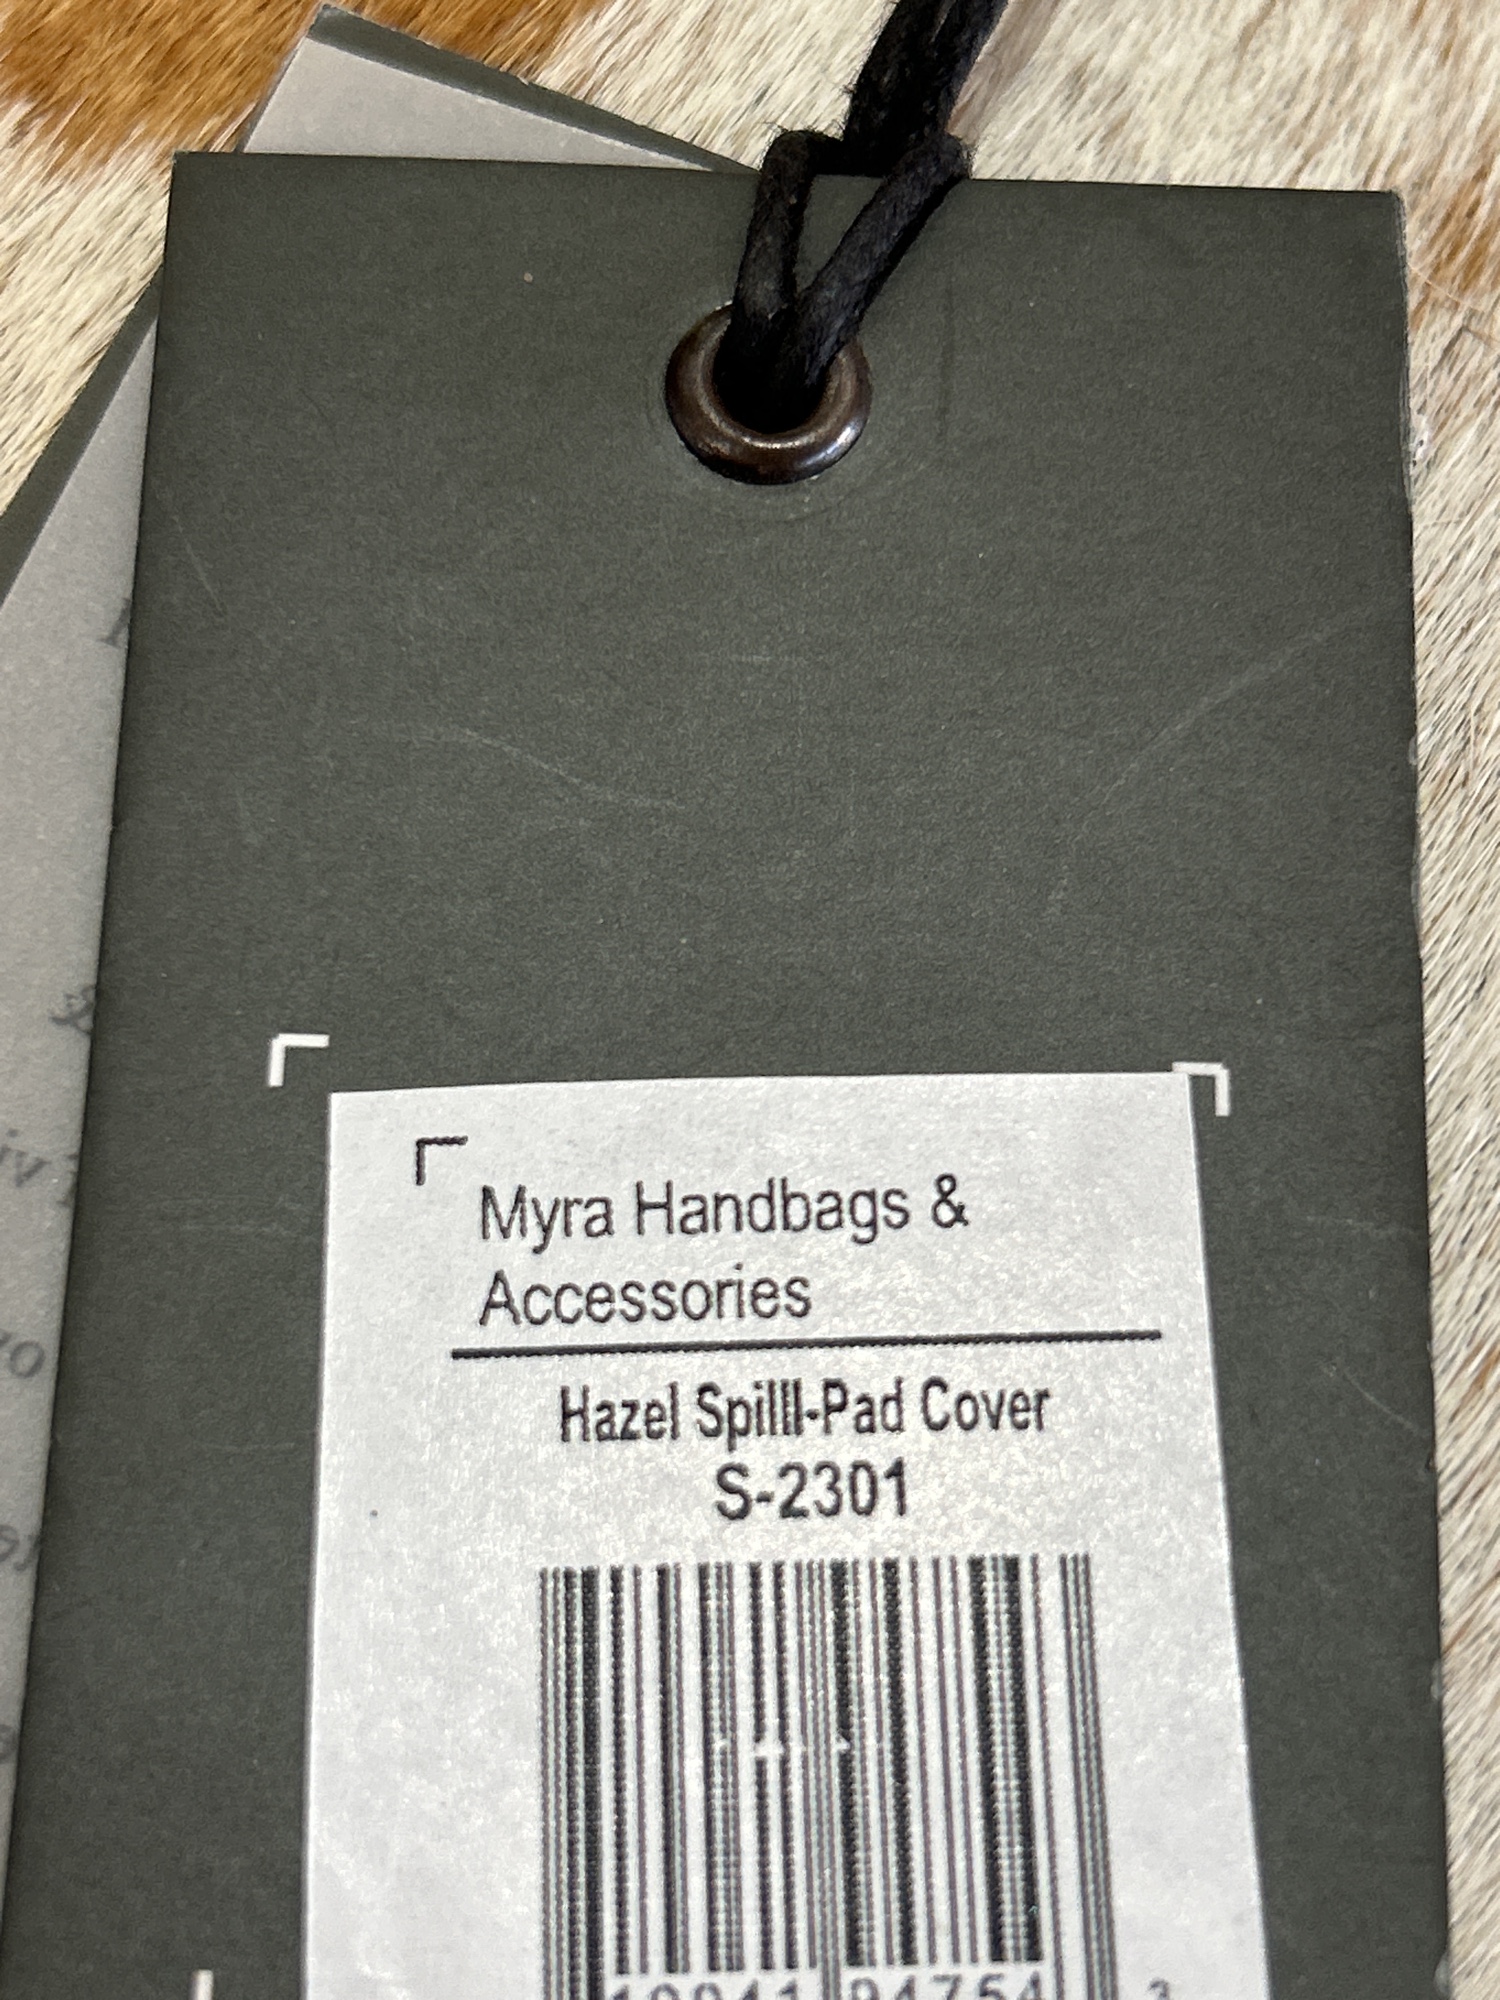 Myra Handbags &
Accessories
Hazel Spilll-Pad Cover
S-2301